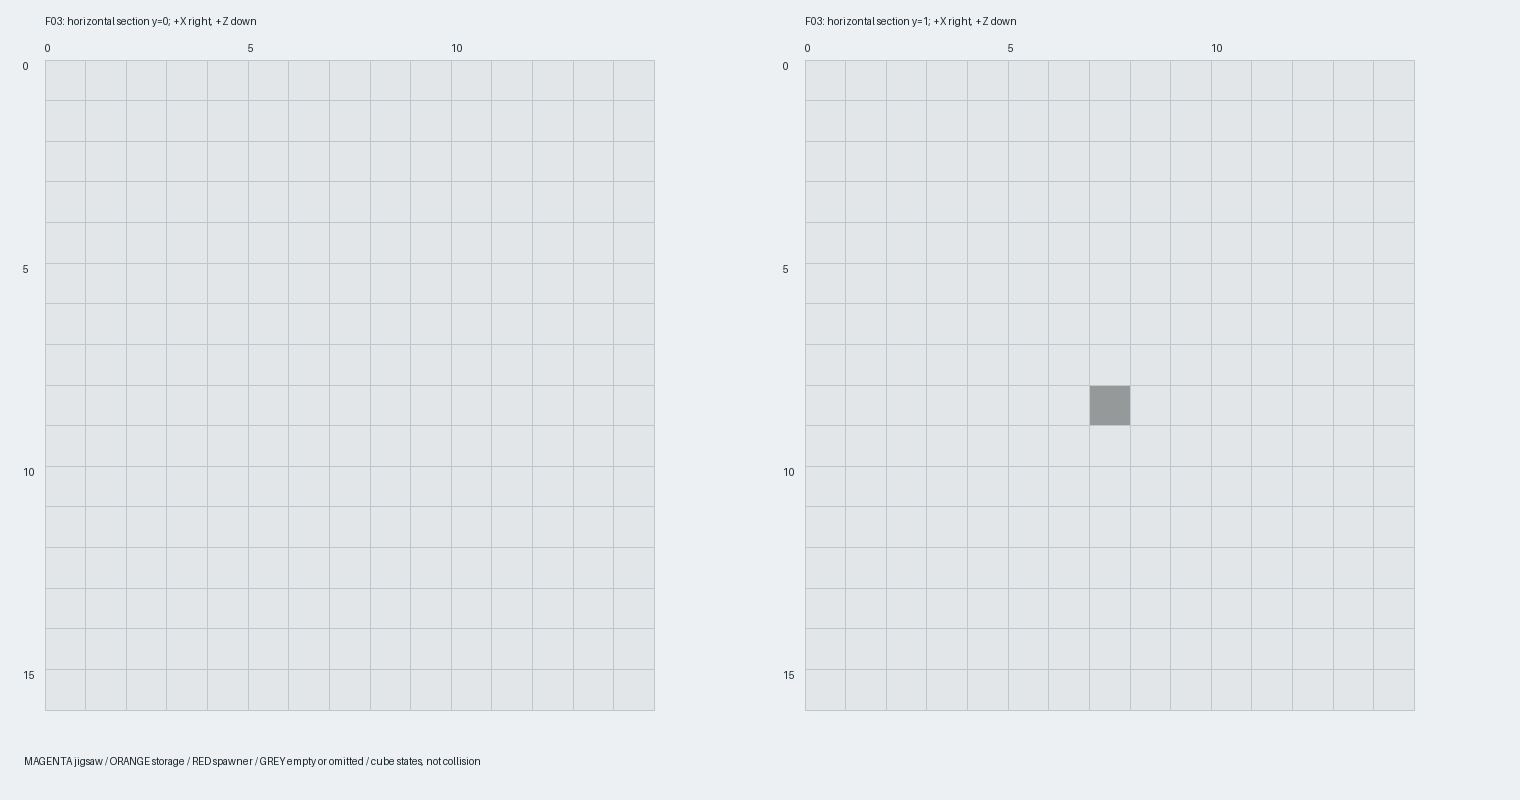 F03: horizontal section y=0; +X right, +Z down
F03: horizontal section y=1; +X right, +Z down
0 5 10
0 5 10
0
5
10
15
0
5
10
15
MAGENTA jigsaw / ORANGE storage / RED spawner / GREY empty or omitted / cube states, not collision